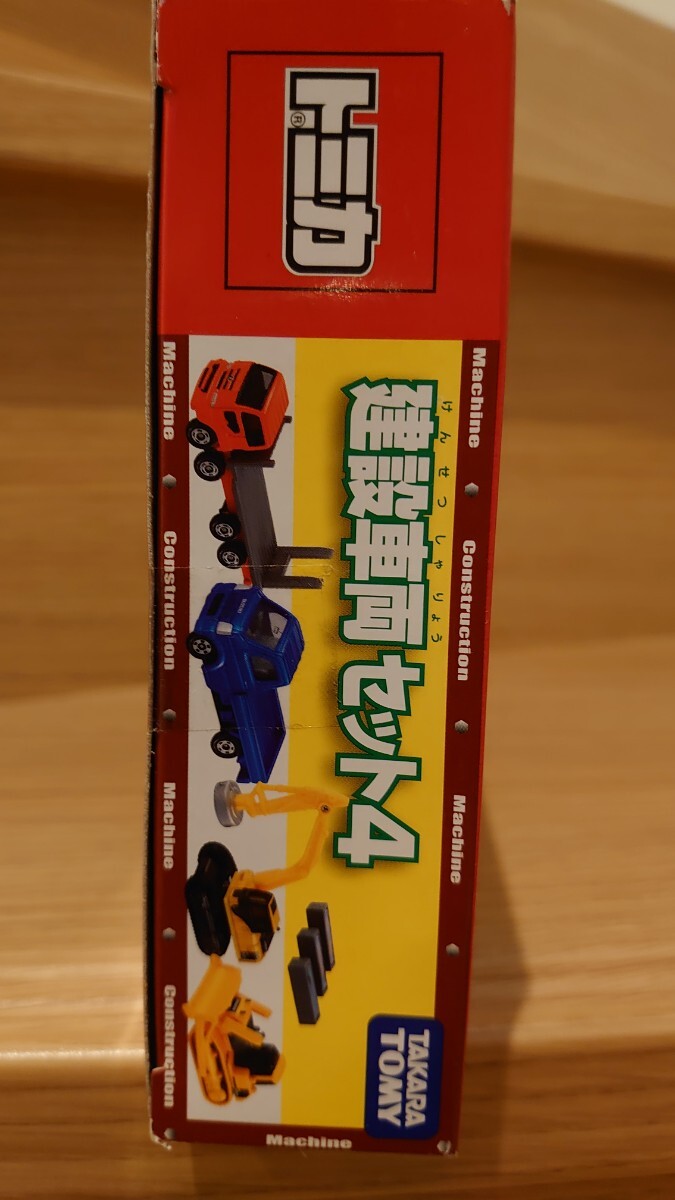 トミカ
®
Machine Construction Machine
けんせつしゃりょう
建設車両セット4
TAKARA
TOMY
Machine Construction Machine Construction
Machine